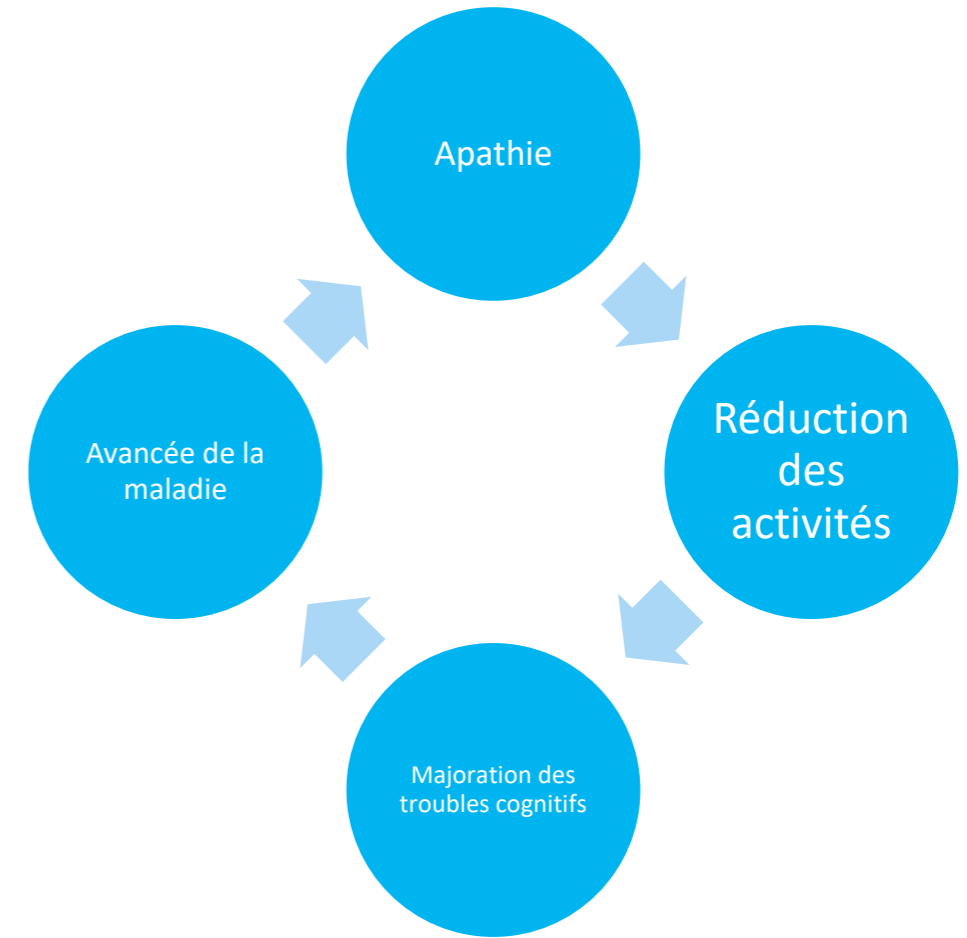 Apathie
Réduction
des
activités
Majoration des
troubles cognitifs
Avancée de la
maladie